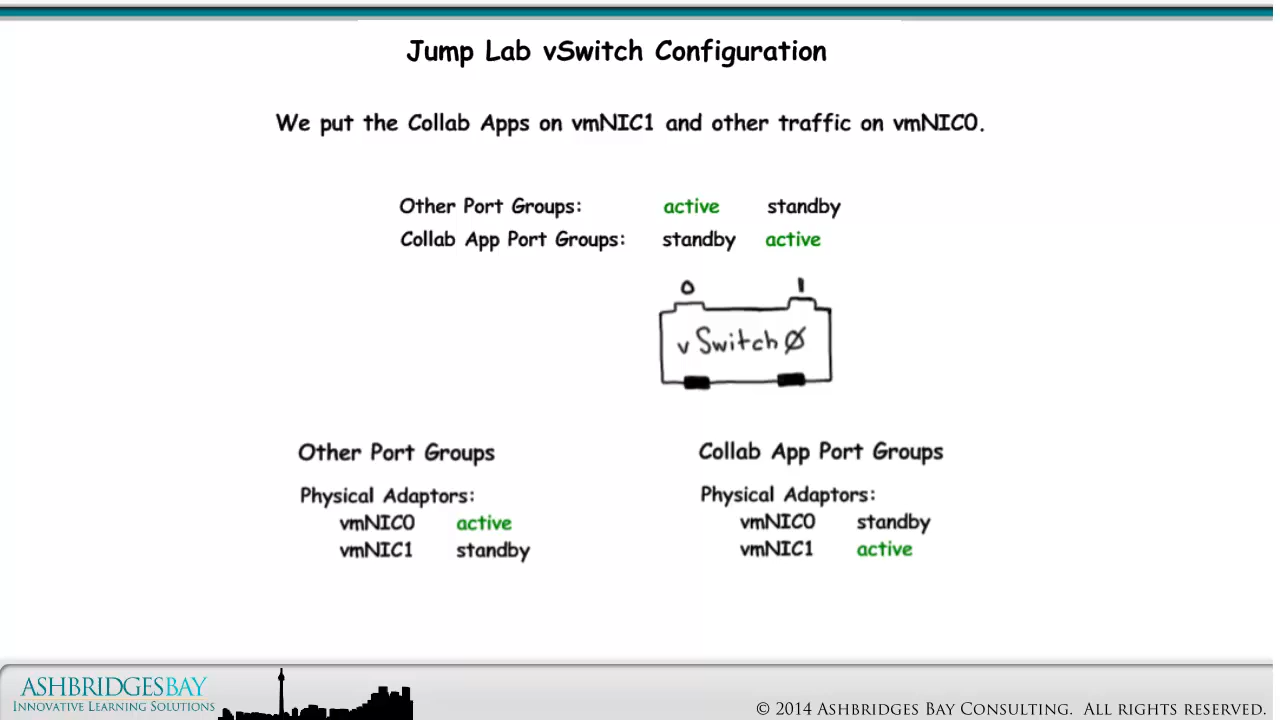 Jump Lab vSwitch Configuration
We put the Collab Apps on vmNIC1 and other traffic on vmNIC0.
Other Port Groups: active standby
Collab App Port Groups: standby active
0 1
vSwitch0
Other Port Groups
Physical Adaptors:
vmNIC0 active
vmNIC1 standby
Collab App Port Groups
Physical Adaptors:
vmNIC0 standby
vmNIC1 active
ASHBRIDGESBAY
INNOVATIVE LEARNING SOLUTIONS
© 2014 ASHBRIDGES BAY CONSULTING. ALL RIGHTS RESERVED.